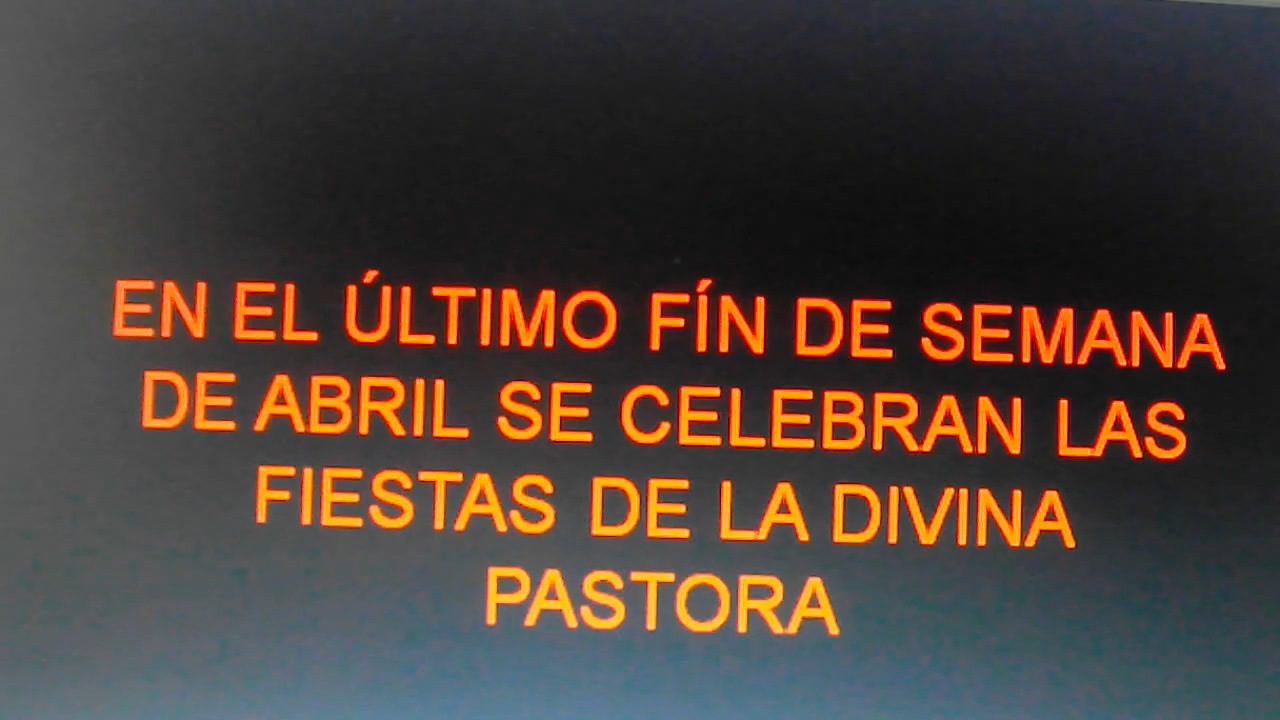 EN EL ÚLTIMO FÍN DE SEMANA
DE ABRIL SE CELEBRAN LAS
FIESTAS DE LA DIVINA
PASTORA